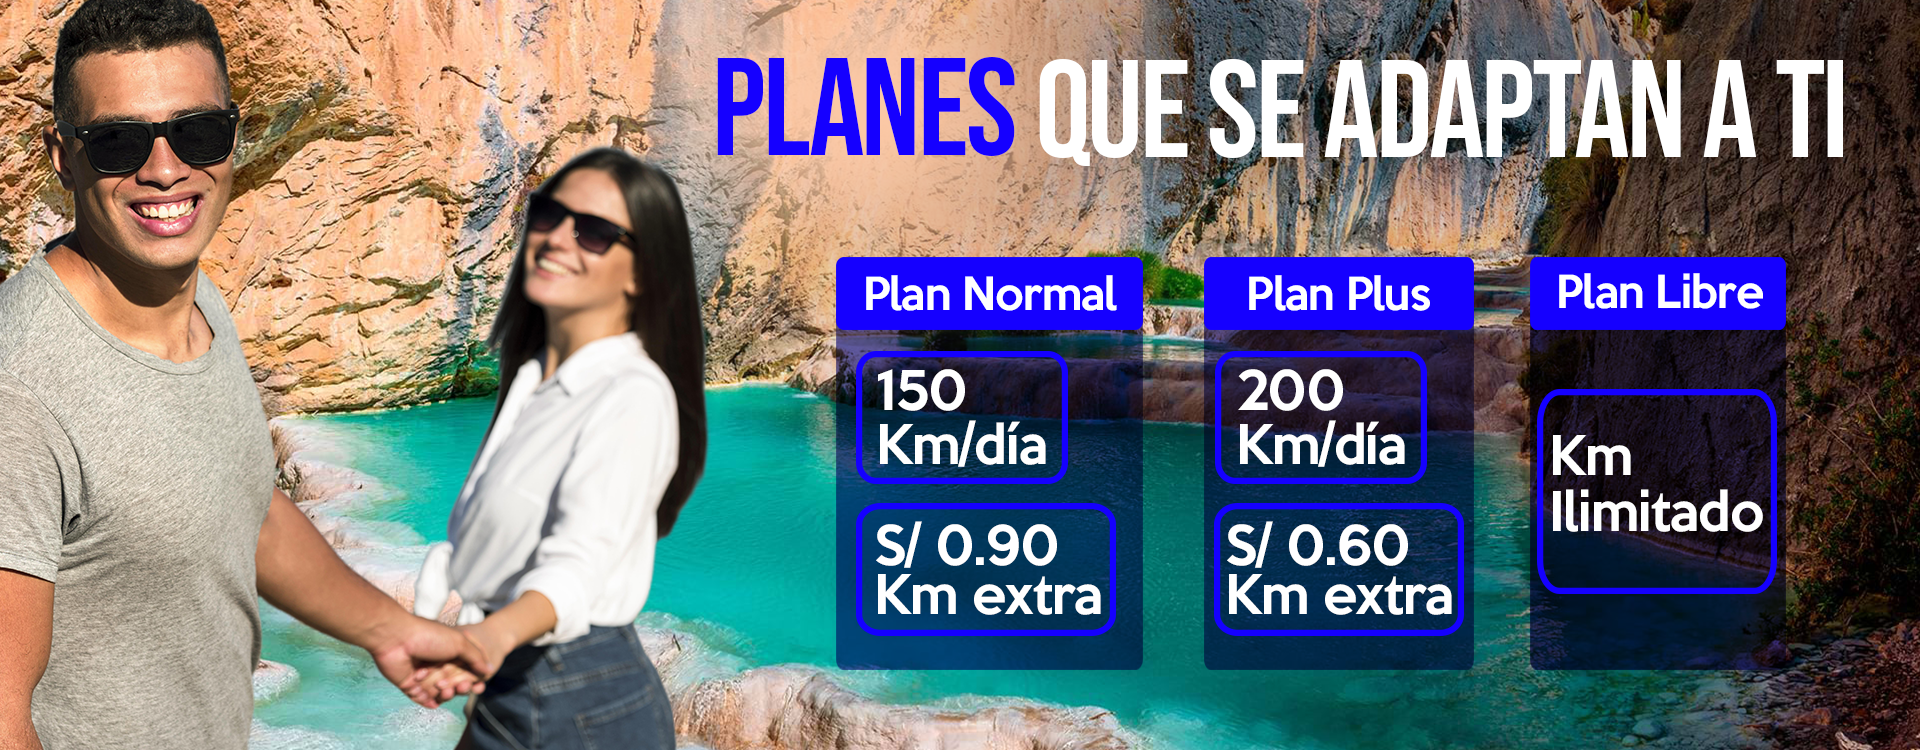 PLANES QUE SE ADAPTAN A TI
Plan Normal
150
Km/día
S/ 0.90
Km extra
Plan Plus
200
Km/día
S/ 0.60
Km extra
Plan Libre
Km
Ilimitado